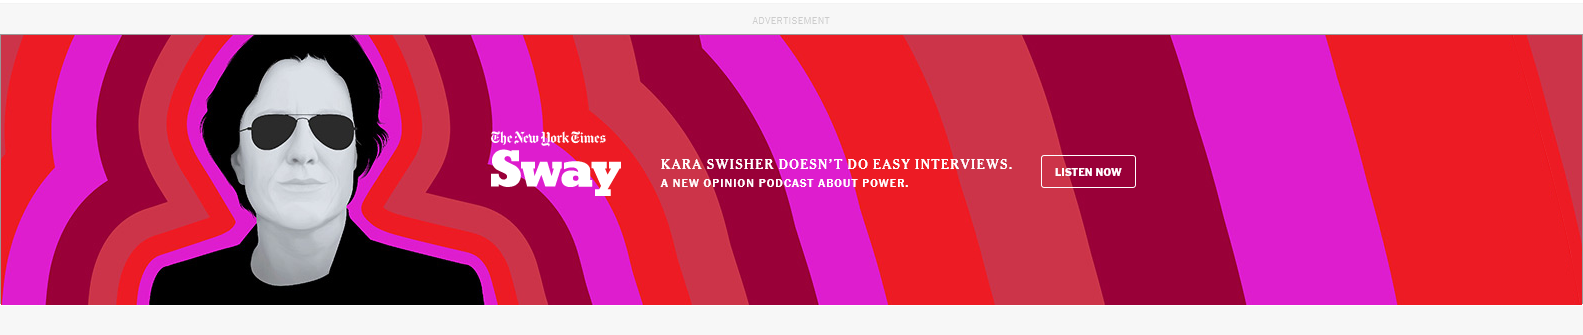 ADVERTISEMENT
The New York Times
Sway
KARA SWISHER DOESN'T DO EASY INTERVIEWS.
A NEW OPINION PODCAST ABOUT POWER.
LISTEN NOW